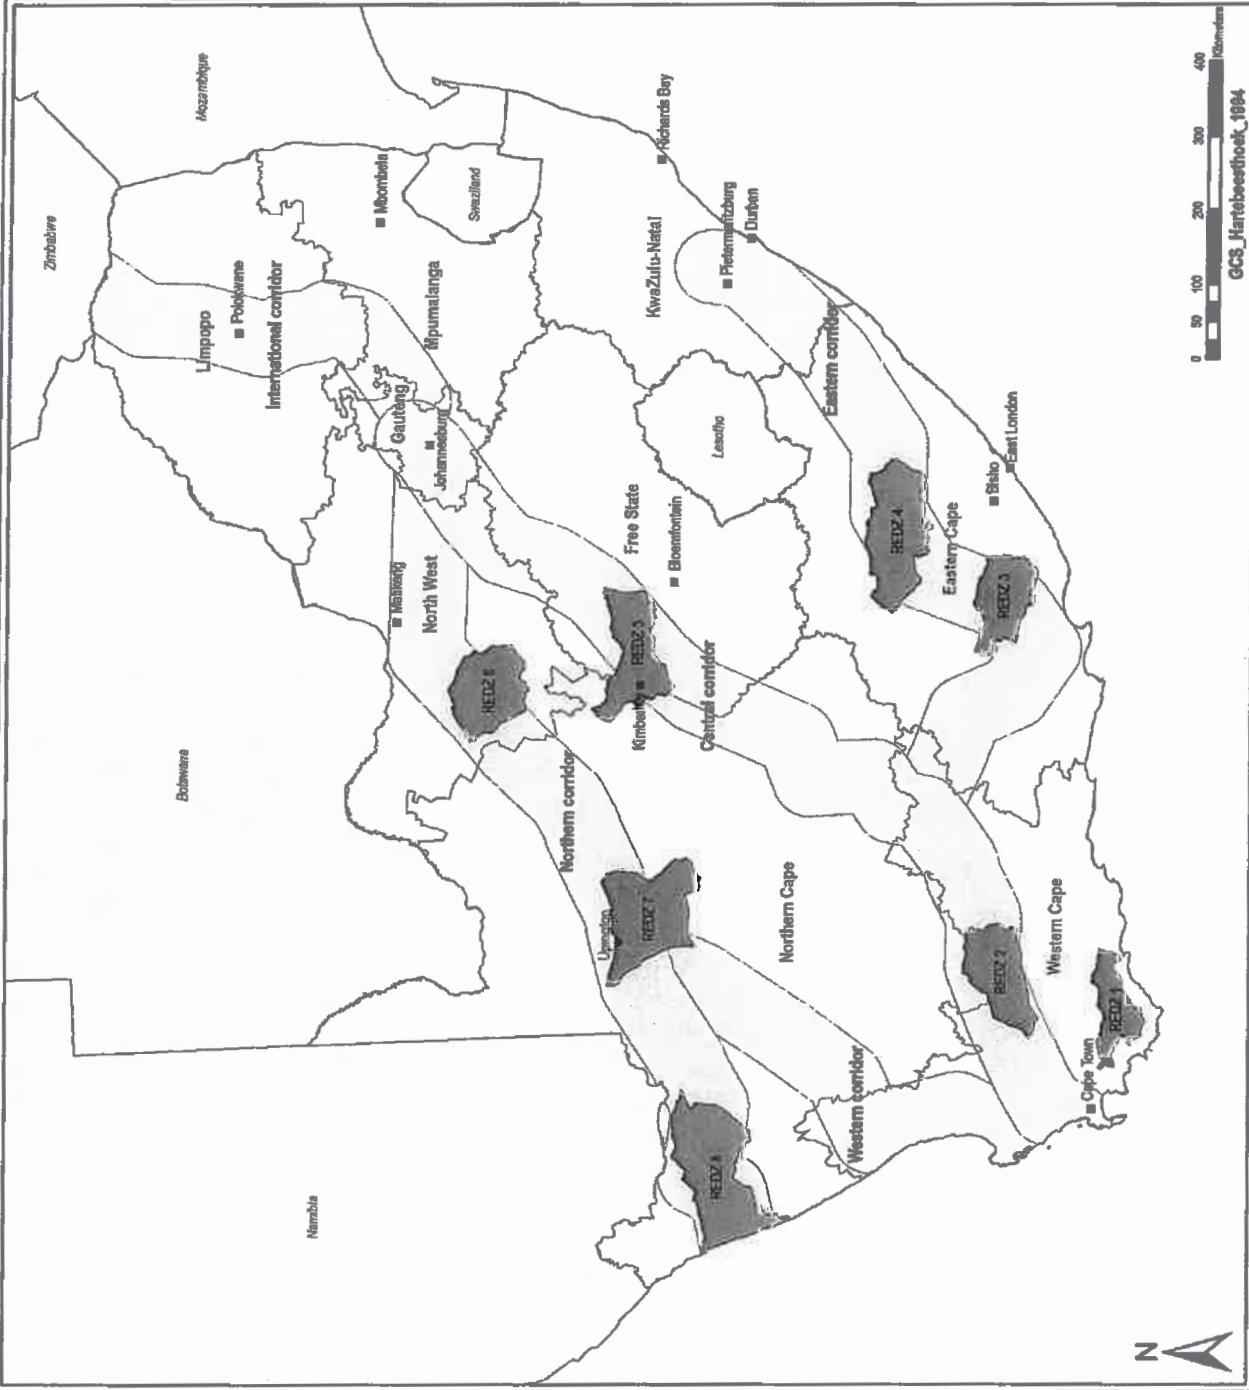 Zimbabwe
Mozambique
Limpopo
Polokwane
International corridor
Mbombela
Swaziland
Mpumalanga
Gauteng
Johannesburg
Botswana
Mafikeng
North West
REDZ 6
Free State
KwaZulu-Natal
Richards Bay
Pietermaritzburg
Durban
Lesotho
Bloemfontein
REDZ 5
Kimberley
Central corridor
Northern corridor
Namibia
Upington
REDZ 7
Northern Cape
REDZ 8
Western corridor
Eastern corridor
REDZ 4
Eastern Cape
REDZ 3
Bisho
East London
REDZ 2
Western Cape
REDZ 1
Cape Town
N
0 50 100 200 300 400
Kilometers
GCS_Hartebeesthoek_1994